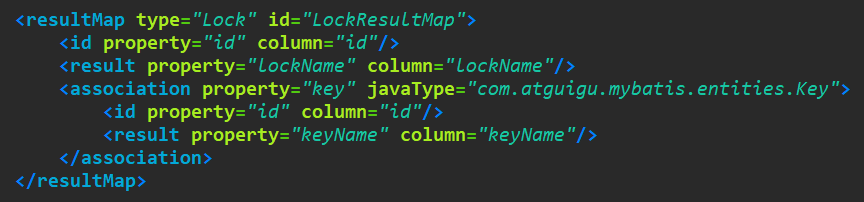 <resultMap type="Lock" id="LockResultMap">
    <id property="id" column="id"/>
    <result property="lockName" column="lockName"/>
    <association property="key" javaType="com.atguigu.mybatis.entities.Key">
        <id property="id" column="id"/>
        <result property="keyName" column="keyName"/>
    </association>
</resultMap>